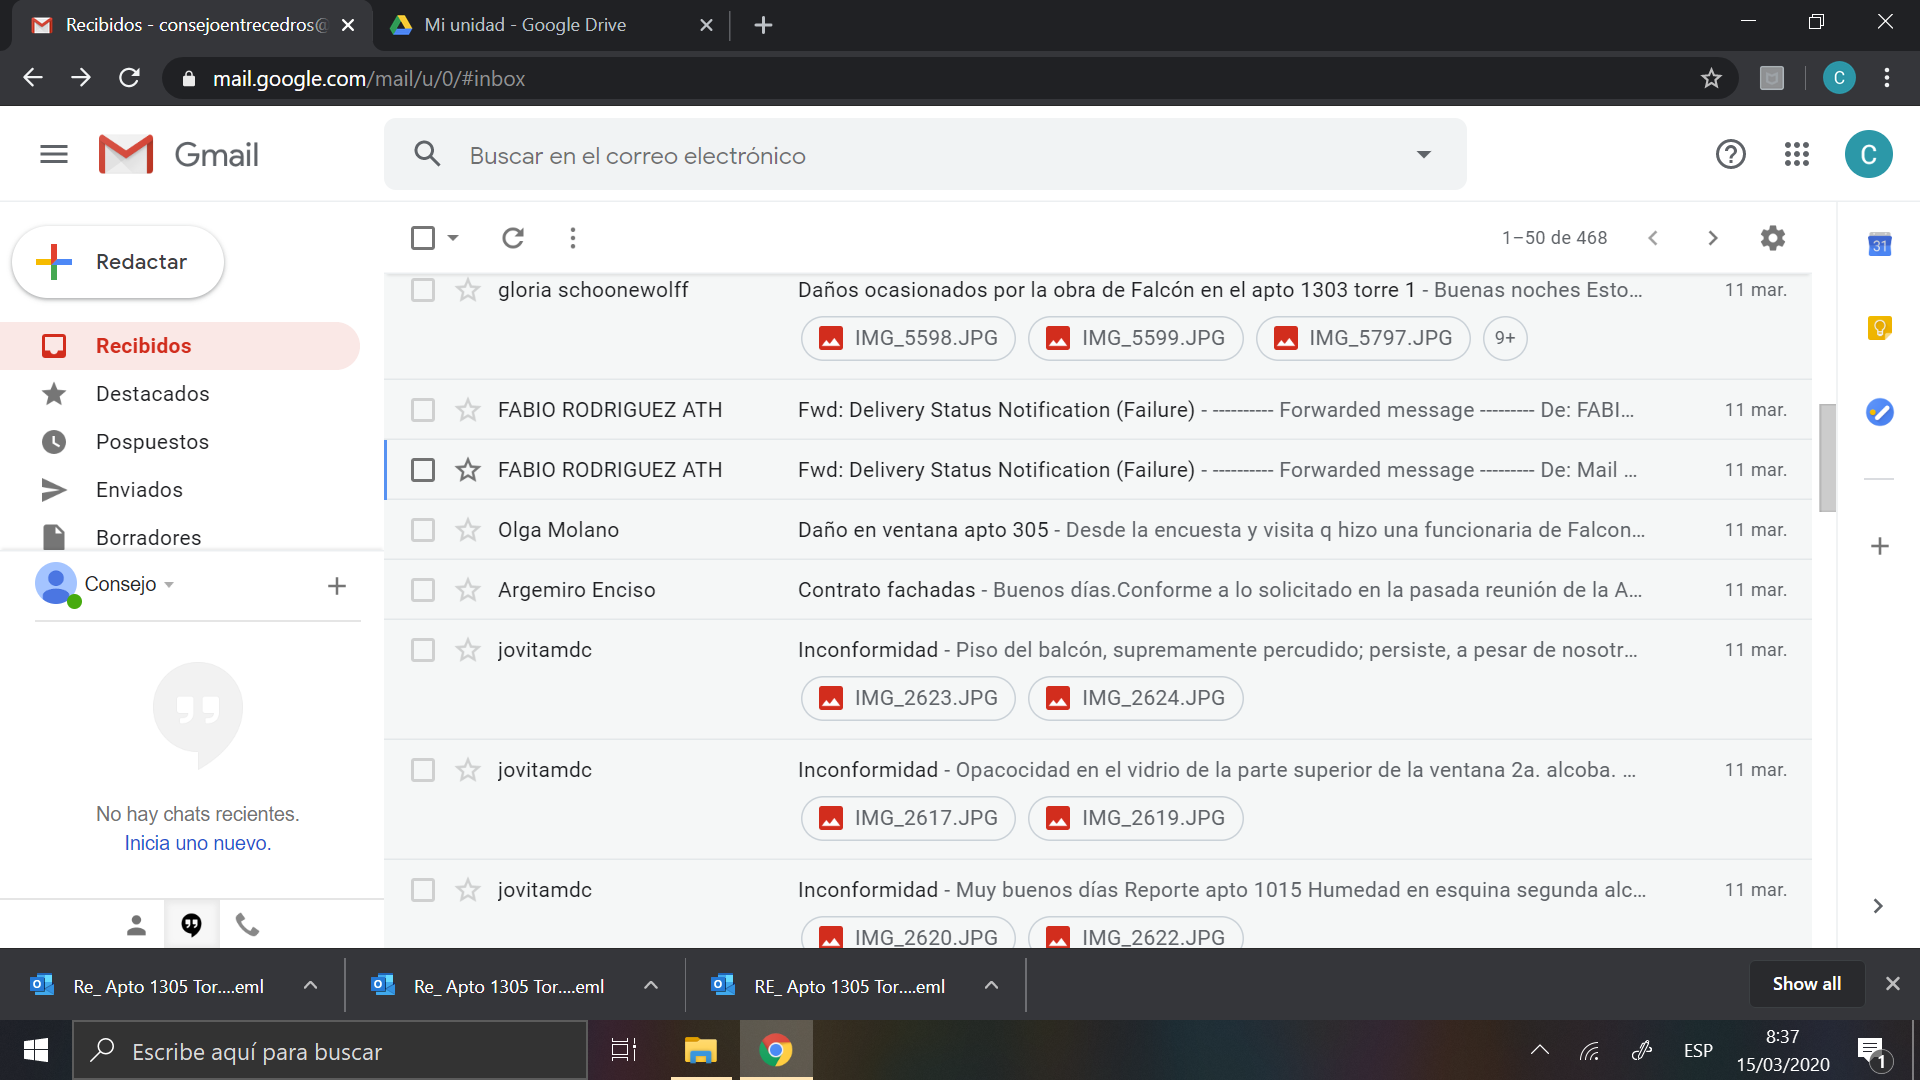 Recibidos - consejoentrecedros@
Mi unidad - Google Drive
mail.google.com/mail/u/0/#inbox
C
Gmail
Buscar en el correo electrónico
C
Redactar
1–50 de 468
31
Recibidos
Destacados
Pospuestos
Enviados
Borradores
Consejo
No hay chats recientes.
Inicia uno nuevo.
gloria schoonewolff Daños ocasionados por la obra de Falcón en el apto 1303 torre 1 - Buenas noches Esto... 11 mar.
IMG_5598.JPG IMG_5599.JPG IMG_5797.JPG 9+
FABIO RODRIGUEZ ATH Fwd: Delivery Status Notification (Failure) - ---------- Forwarded message --------- De: FABI... 11 mar.
FABIO RODRIGUEZ ATH Fwd: Delivery Status Notification (Failure) - ---------- Forwarded message --------- De: Mail ... 11 mar.
Olga Molano Daño en ventana apto 305 - Desde la encuesta y visita q hizo una funcionaria de Falcon... 11 mar.
Argemiro Enciso Contrato fachadas - Buenos días.Conforme a lo solicitado en la pasada reunión de la A... 11 mar.
jovitamdc Inconformidad - Piso del balcón, supremamente percudido; persiste, a pesar de nosotr... 11 mar.
IMG_2623.JPG IMG_2624.JPG
jovitamdc Inconformidad - Opacocidad en el vidrio de la parte superior de la ventana 2a. alcoba. ... 11 mar.
IMG_2617.JPG IMG_2619.JPG
jovitamdc Inconformidad - Muy buenos días Reporte apto 1015 Humedad en esquina segunda alc... 11 mar.
IMG_2620.JPG IMG_2622.JPG
Re_ Apto 1305 Tor....eml
Re_ Apto 1305 Tor....eml
RE_ Apto 1305 Tor....eml
Show all
Escribe aquí para buscar
ESP
8:37
15/03/2020
1